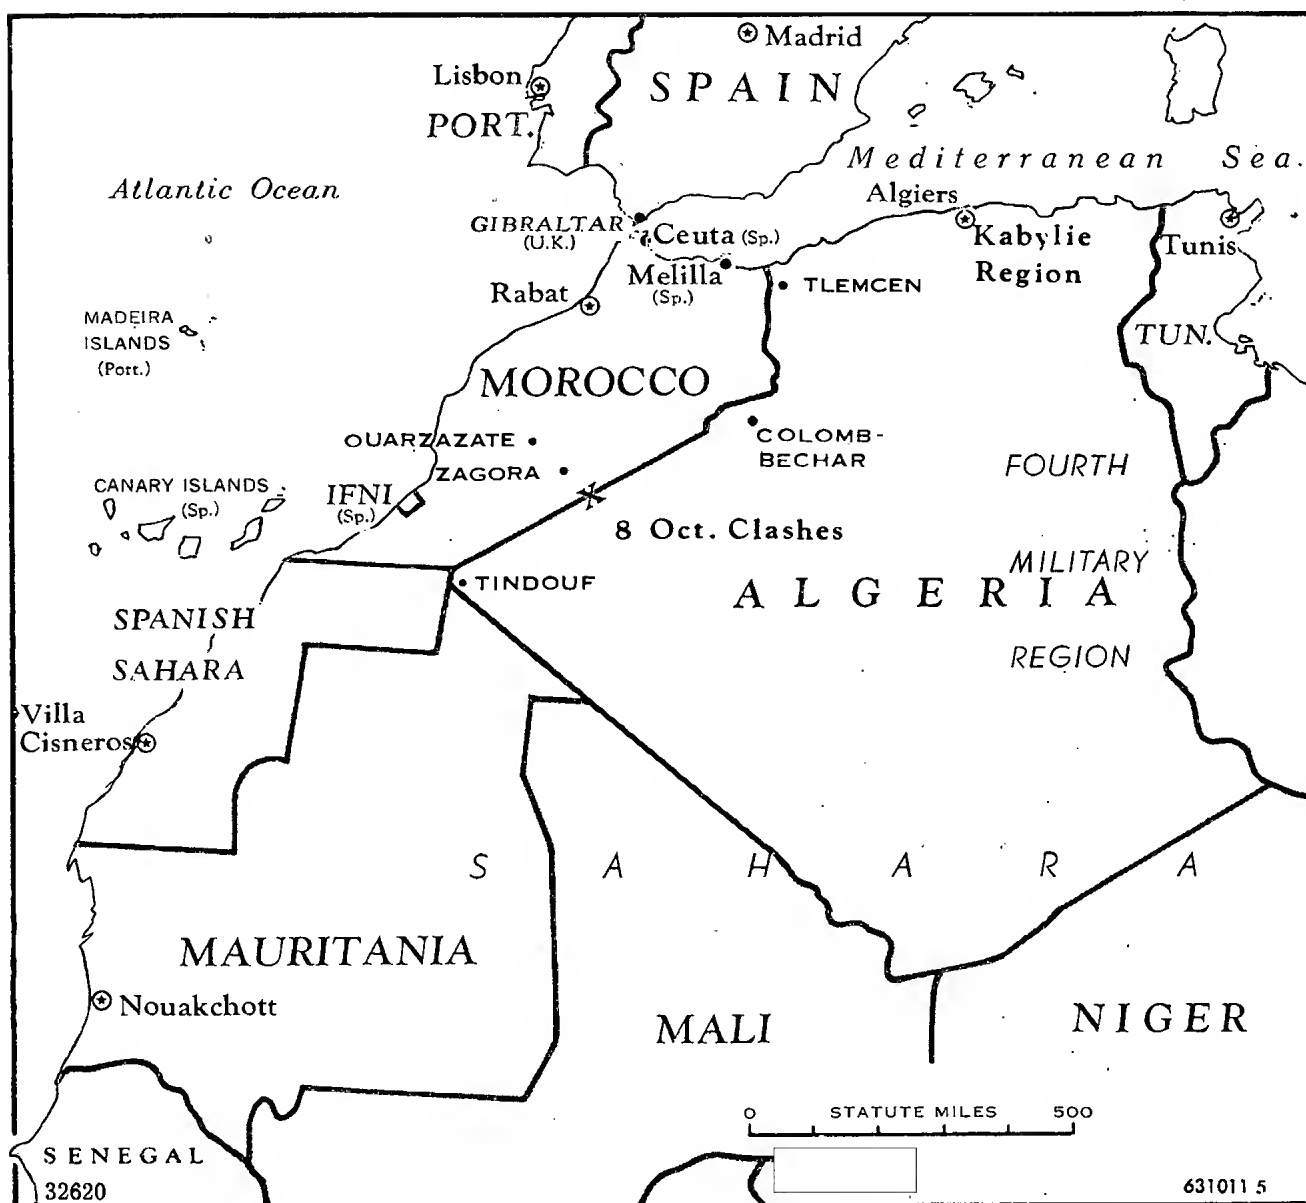 Madrid
Lisbon
SPAIN
PORT.
Mediterranean Sea.
Atlantic Ocean
Algiers
GIBRALTAR
(U.K.)
Ceuta (Sp.)
Kabylie
Region
Tunis
Melilla
(Sp.)
TLEMCEN
Rabat
MADEIRA
ISLANDS
(Port.)
TUN.
MOROCCO
OUARZAZATE
COLOMB-
BECHAR
ZAGORA
FOURTH
CANARY ISLANDS
(Sp.)
IFNI
(Sp.)
8 Oct. Clashes
MILITARY
TINDOUF
ALGERIA
SPANISH
SAHARA
REGION
Villa
Cisneros
SAHARA
MAURITANIA
Nouakchott
MALI
NIGER
0 STATUTE MILES 500
SENEGAL
32620
631011 5